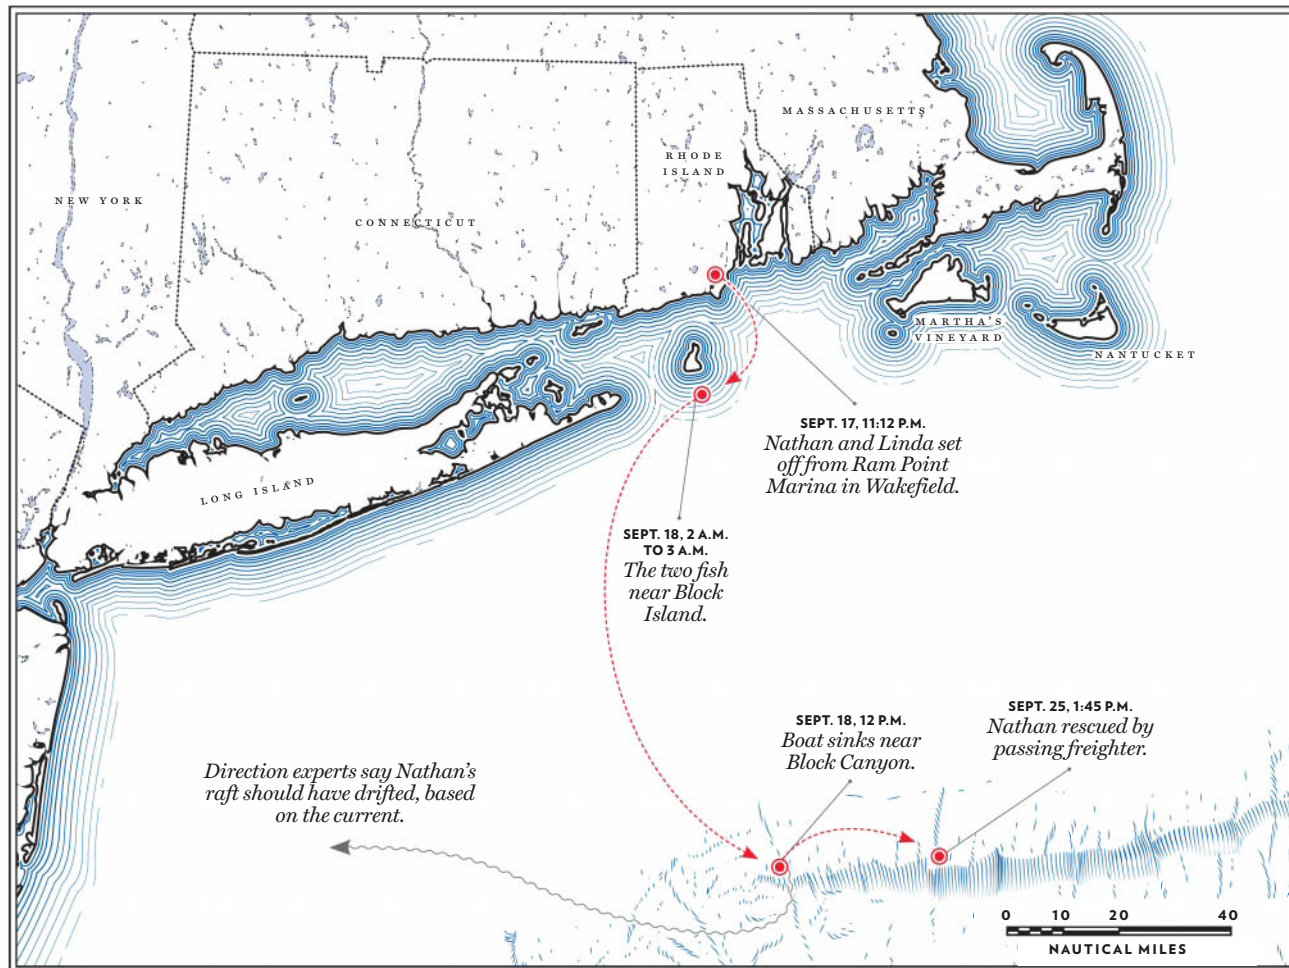 MASSACHUSETTS
RHODE
ISLAND
NEW YORK
CONNECTICUT
MARTHA'S
VINEYARD
NANTUCKET
LONG ISLAND
SEPT. 17, 11:12 P.M.
Nathan and Linda set
off from Ram Point
Marina in Wakefield.
SEPT. 18, 2 A.M.
TO 3 A.M.
The two fish
near Block
Island.
SEPT. 18, 12 P.M.
Boat sinks near
Block Canyon.
SEPT. 25, 1:45 P.M.
Nathan rescued by
passing freighter.
Direction experts say Nathan's
raft should have drifted, based
on the current.
0 10 20 40
NAUTICAL MILES